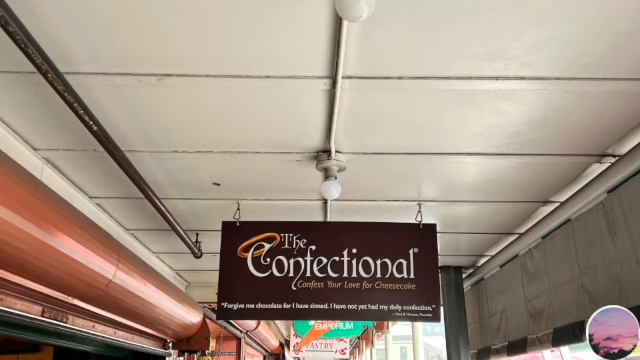 The
Confectional®
Confess Your Love for Cheesecake
"Forgive me chocolate for I have sinned. I have not yet had my daily confection."
EMPORIUM
PASTRY